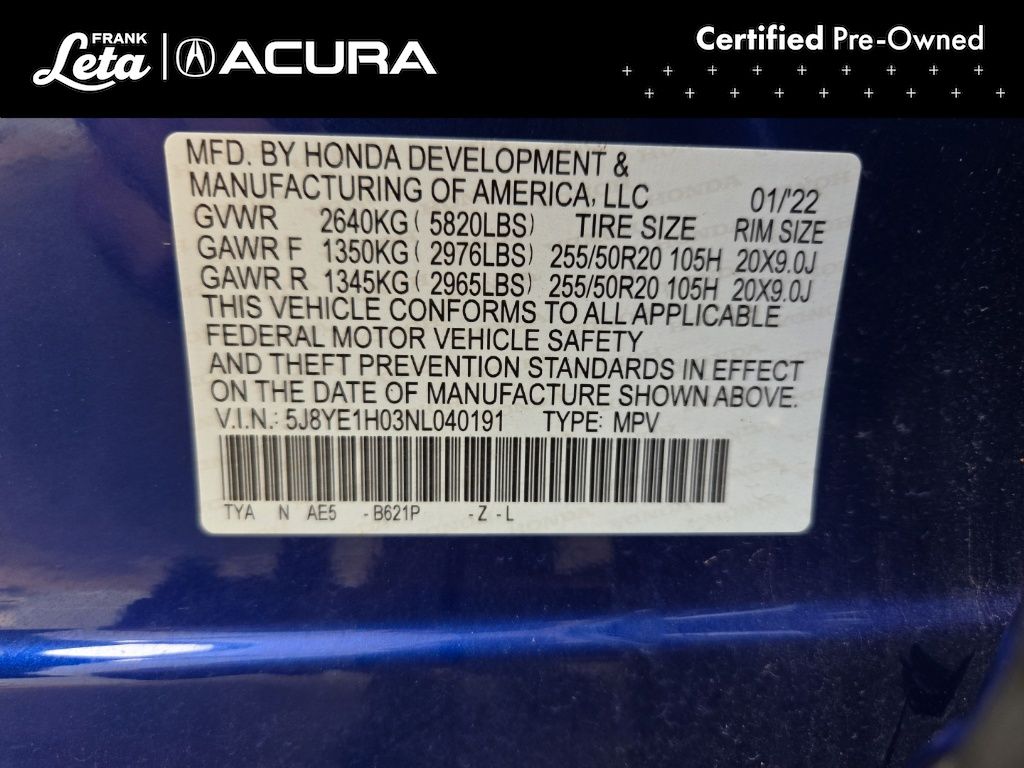 FRANK
Leta
ACURA
Certified Pre-Owned
MFD. BY HONDA DEVELOPMENT &
MANUFACTURING OF AMERICA, LLC 01/'22
GVWR 2640KG ( 5820LBS) TIRE SIZE RIM SIZE
GAWR F 1350KG ( 2976LBS) 255/50R20 105H 20X9.0J
GAWR R 1345KG ( 2965LBS) 255/50R20 105H 20X9.0J
THIS VEHICLE CONFORMS TO ALL APPLICABLE
FEDERAL MOTOR VEHICLE SAFETY
AND THEFT PREVENTION STANDARDS IN EFFECT
ON THE DATE OF MANUFACTURE SHOWN ABOVE.
V.I.N.: 5J8YE1H03NL040191 TYPE: MPV
TYA N AE5 -B621P -Z -L